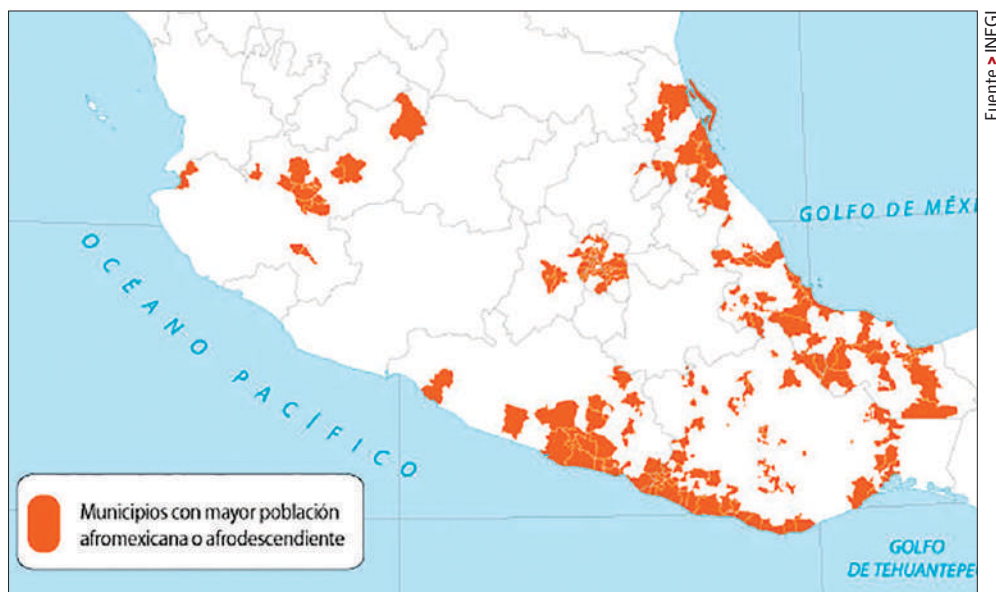 Fuente > INEGI
GOLFO DE MÉXI
OCÉANO PACÍFICO
Municipios con mayor población
afromexicana o afrodescendiente
GOLFO
DE TEHUANTEPE